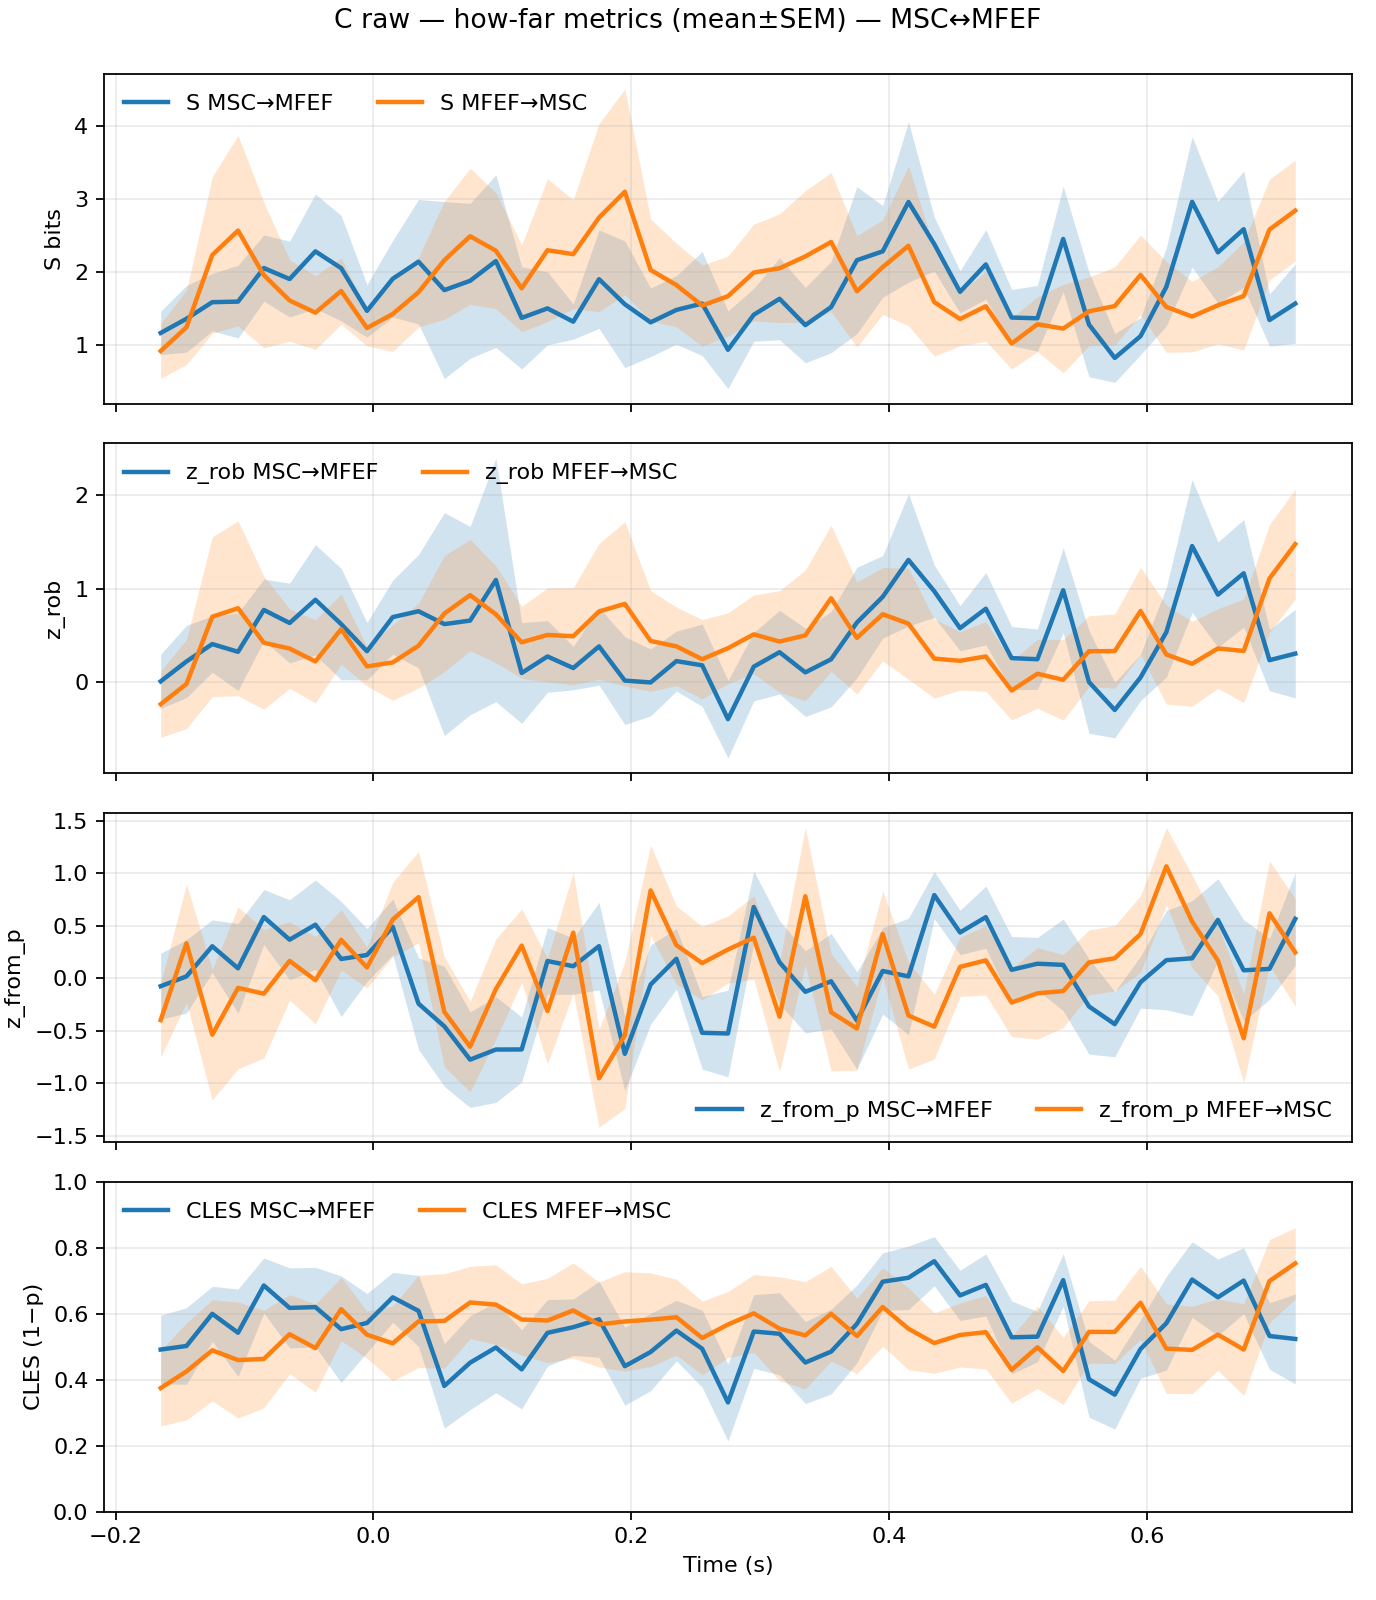 C raw — how-far metrics (mean±SEM) — MSC↔MFEF
S MSC→MFEF S MFEF→MSC
4
3
2
1
S bits
z_rob MSC→MFEF z_rob MFEF→MSC
2
1
0
z_rob
1.5
1.0
0.5
0.0
−0.5
−1.0
−1.5
z_from_p
z_from_p MSC→MFEF z_from_p MFEF→MSC
CLES MSC→MFEF CLES MFEF→MSC
1.0
0.8
0.6
0.4
0.2
0.0
CLES (1−p)
−0.2 0.0 0.2 0.4 0.6
Time (s)